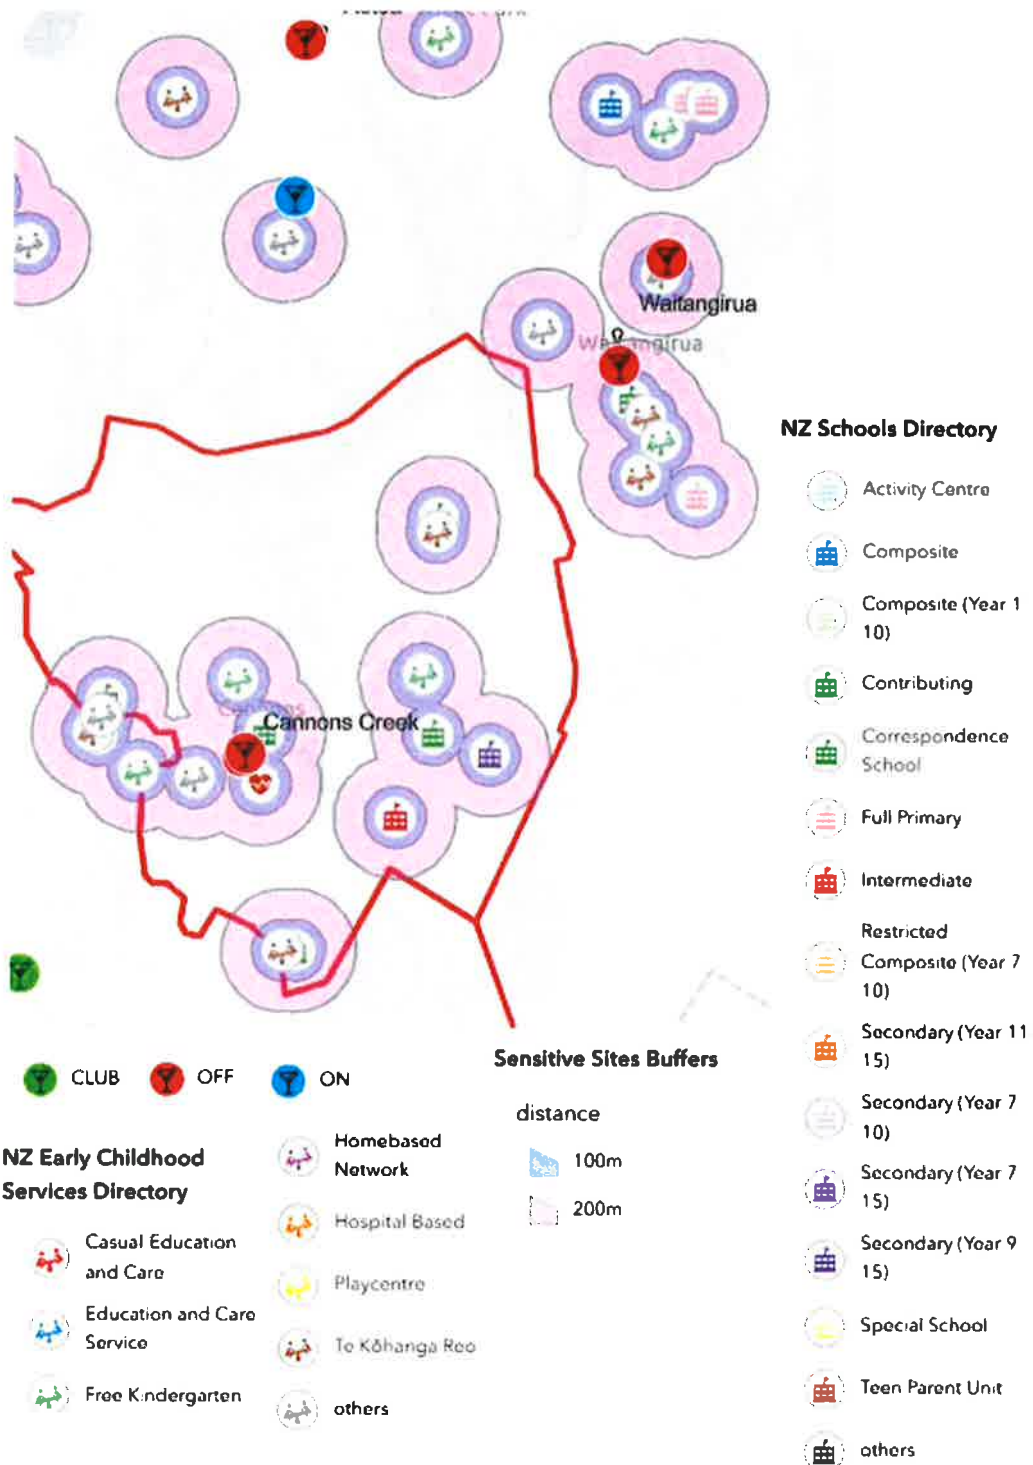 Waitangirua
Waitangirua
Cannons
Cannons Creek
NZ Schools Directory
Activity Centre
Composite
Composite (Year 1
10)
Contributing
Correspondence
School
Full Primary
Intermediate
Restricted
Composite (Year 7
10)
Secondary (Year 11
15)
Secondary (Year 7
10)
Secondary (Year 7
15)
Secondary (Year 9
15)
Special School
Teen Parent Unit
others
CLUB
OFF
ON
Sensitive Sites Buffers
distance
100m
200m
NZ Early Childhood
Services Directory
Casual Education
and Care
Education and Care
Service
Free Kindergarten
Homebased
Network
Hospital Based
Playcentre
Te Kōhanga Reo
others